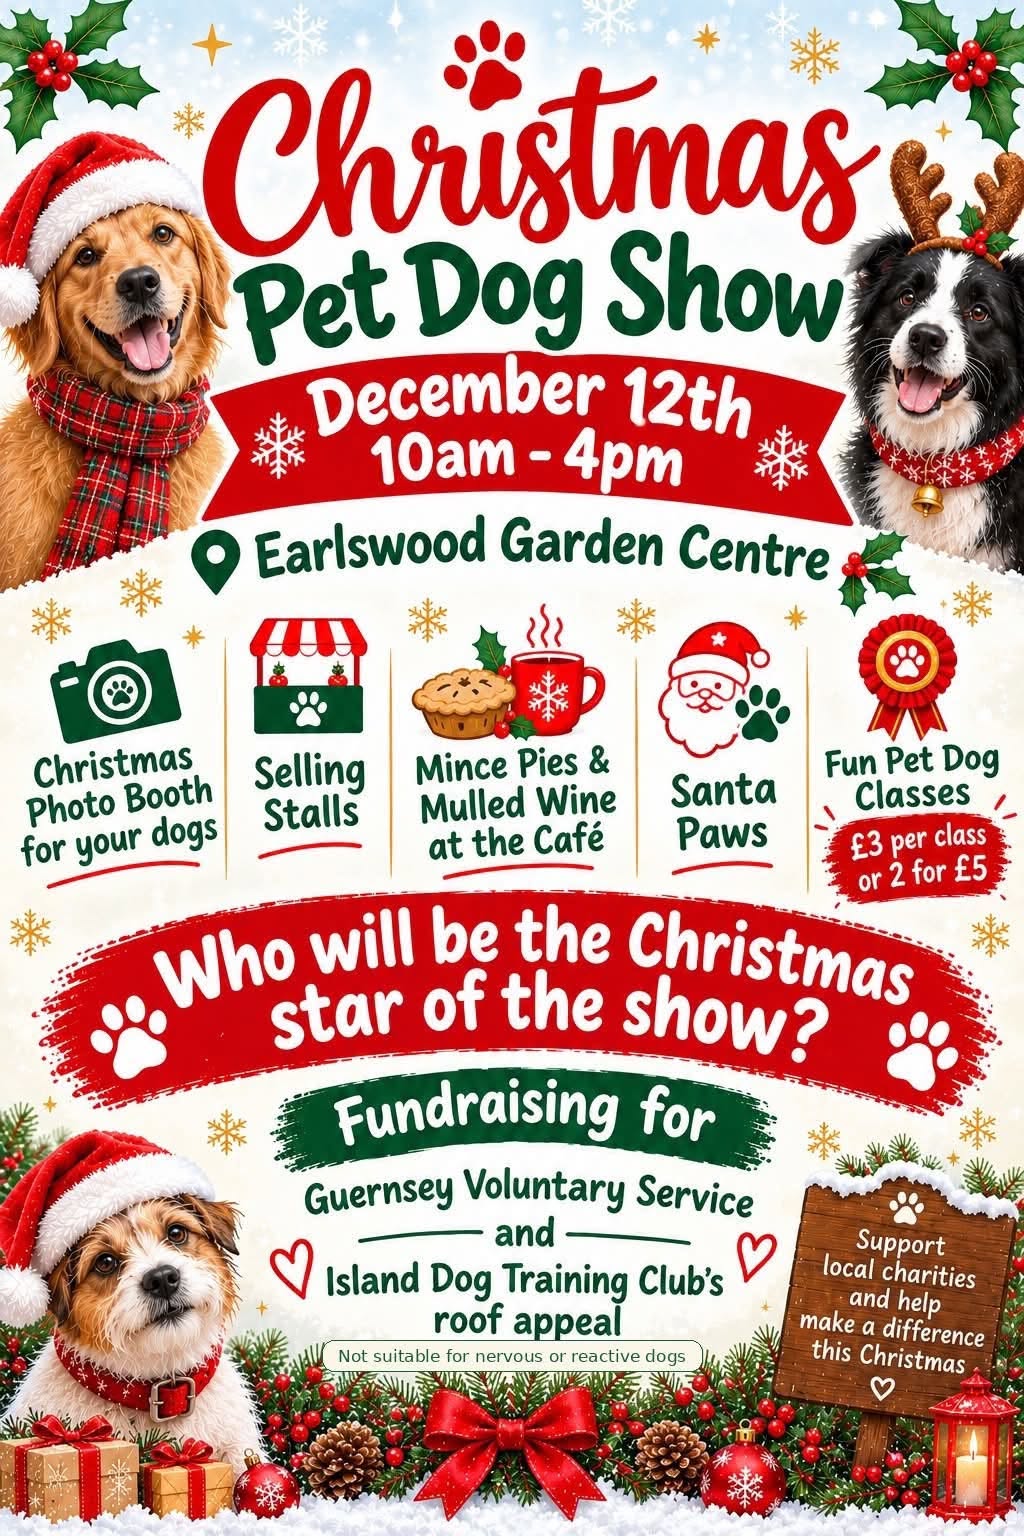 Christmas
Pet Dog Show
December 12th
10am - 4pm
Earlswood Garden Centre
Christmas
Photo Booth
for your dogs
Selling
Stalls
Mince Pies &
Mulled Wine
at the Café
Santa
Paws
Fun Pet Dog
Classes
£3 per class
or 2 for £5
Who will be the Christmas
star of the show?
Fundraising for
Guernsey Voluntary Service
and
Island Dog Training Club's
roof appeal
Not suitable for nervous or reactive dogs
Support
local charities
and help
make a difference
this Christmas